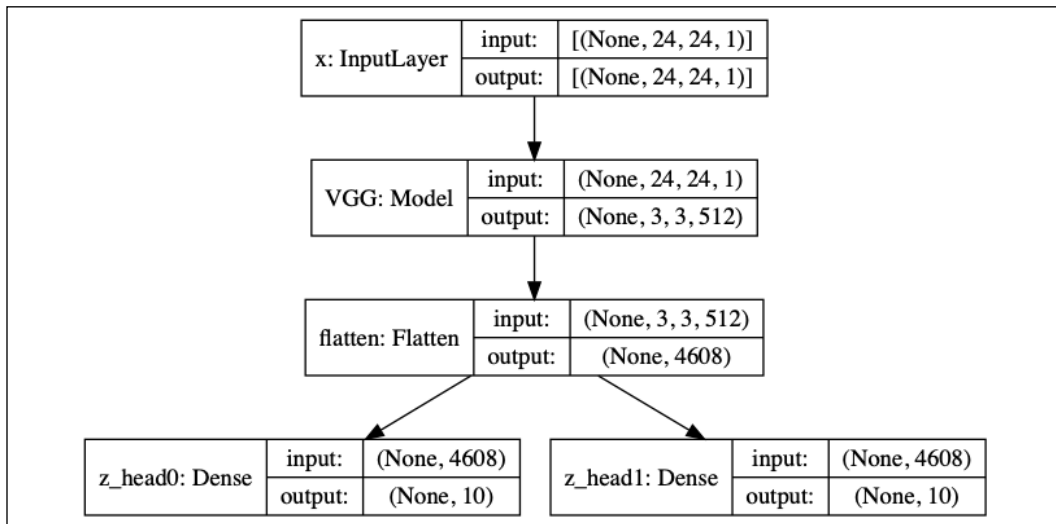 x: InputLayer
input: [(None, 24, 24, 1)]
output: [(None, 24, 24, 1)]
VGG: Model
input: (None, 24, 24, 1)
output: (None, 3, 3, 512)
flatten: Flatten
input: (None, 3, 3, 512)
output: (None, 4608)
z_head0: Dense
input: (None, 4608)
output: (None, 10)
z_head1: Dense
input: (None, 4608)
output: (None, 10)